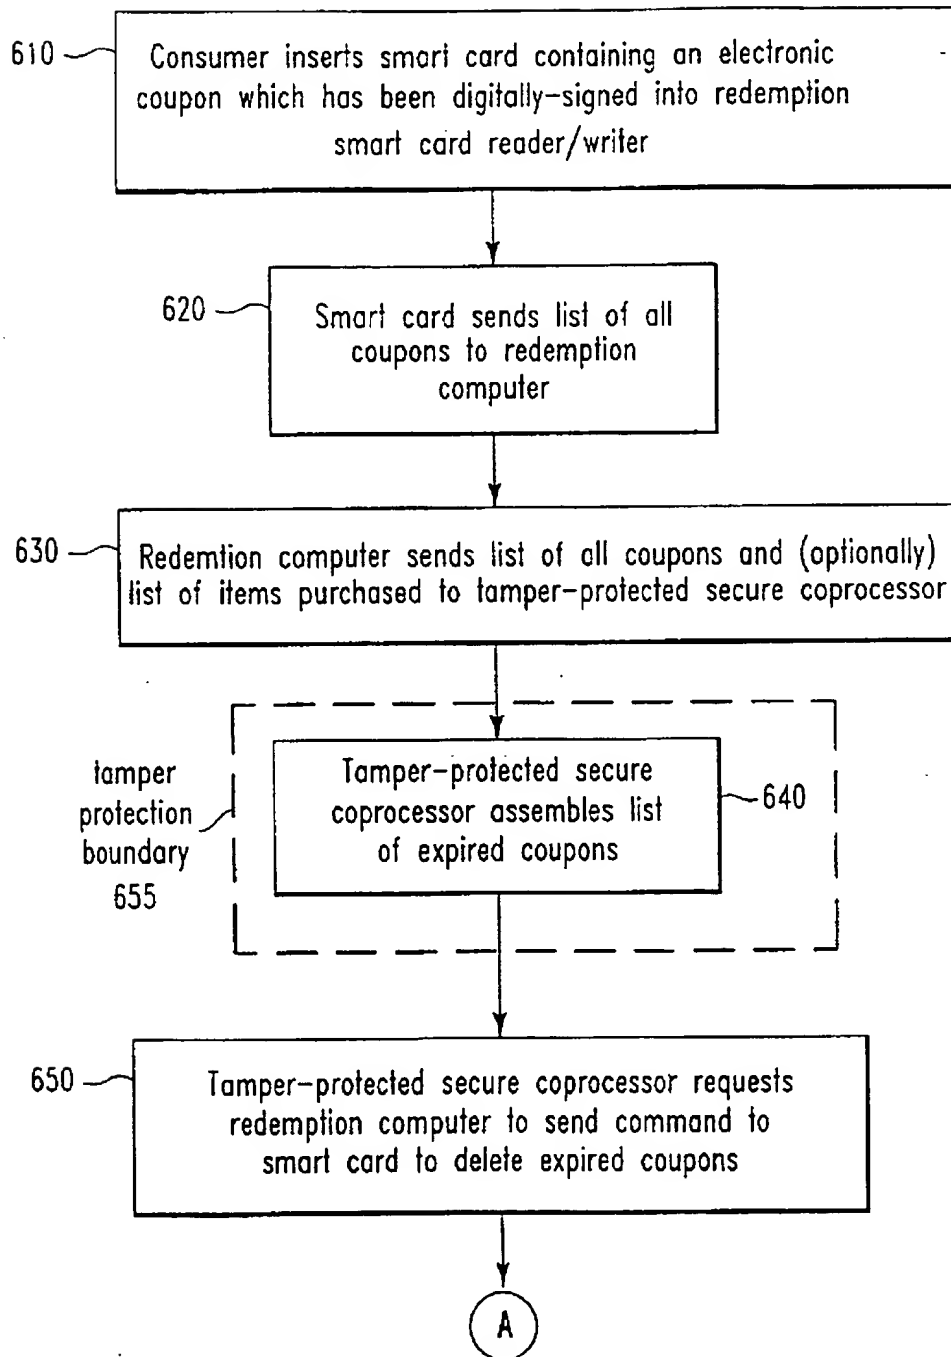 610
Consumer inserts smart card containing an electronic
coupon which has been digitally-signed into redemption
smart card reader/writer
620
Smart card sends list of all
coupons to redemption
computer
630
Redemtion computer sends list of all coupons and (optionally)
list of items purchased to tamper-protected secure coprocessor
tamper
protection
boundary
655
Tamper-protected secure
coprocessor assembles list
of expired coupons
640
650
Tamper-protected secure coprocessor requests
redemption computer to send command to
smart card to delete expired coupons
A